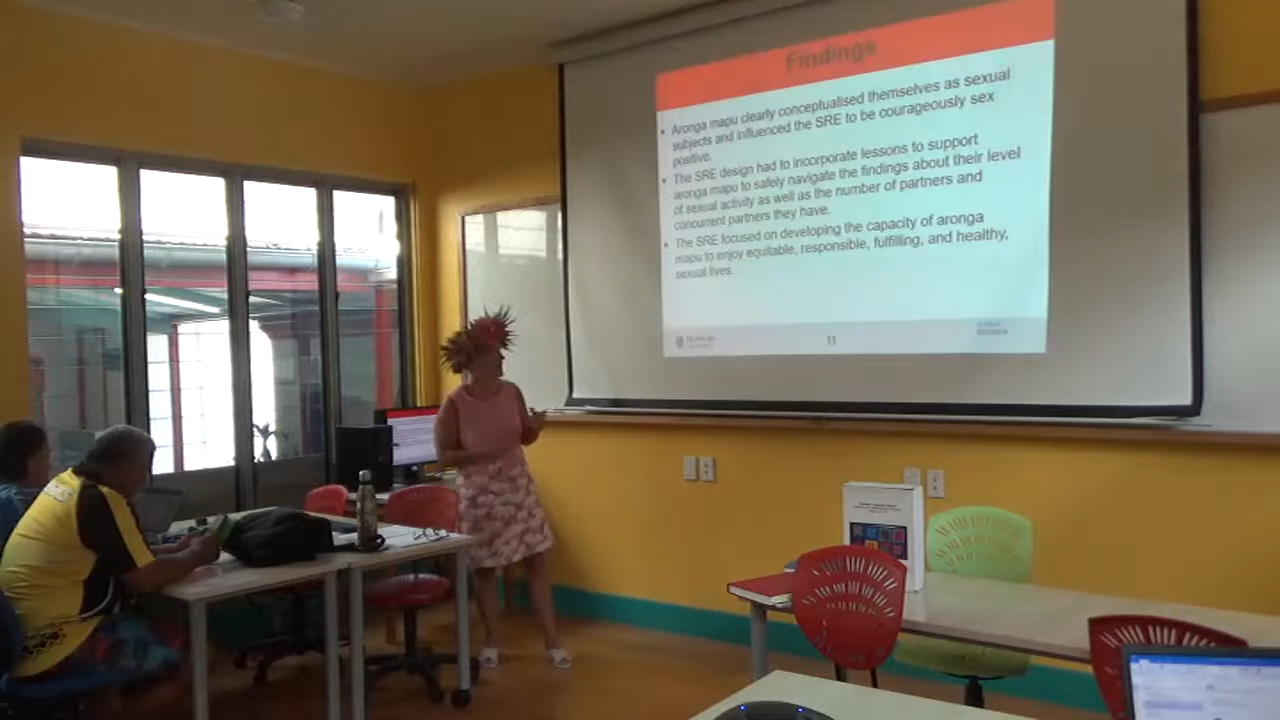 Findings
• Aronga mapu clearly conceptualised themselves as sexual
subjects and influenced the SRE to be courageously sex
positive.
• The SRE design had to incorporate lessons to support
aronga mapu to safely navigate the findings about their level
of sexual activity as well as the number of partners and
concurrent partners they have.
• The SRE focused on developing the capacity of aronga
mapu to enjoy equitable, responsible, fulfilling, and healthy,
sexual lives.
11